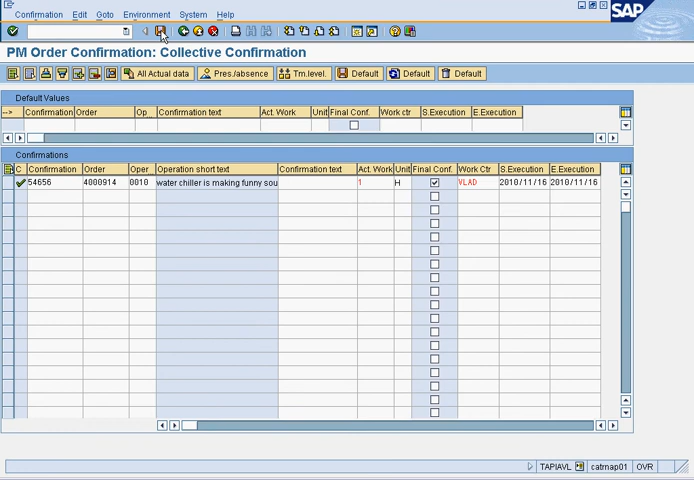 Confirmation Edit Goto Environment System Help
SAP
PM Order Confirmation: Collective Confirmation
All Actual data Pres./absence Tm.level. Default Default Default
Default Values
--> Confirmation Order Op Confirmation text Act. Work Unit Final Conf. Work ctr S.Execution E.Execution
Confirmations
C Confirmation Order Oper Operation short text Confirmation text Act. Work Unit Final Conf. Work Ctr S.Execution E.Execution
54656 4000914 0010 water chiller is making funny sou 1 H VLAD 2010/11/16 2010/11/16
TAPIAVL catrnap01 OVR